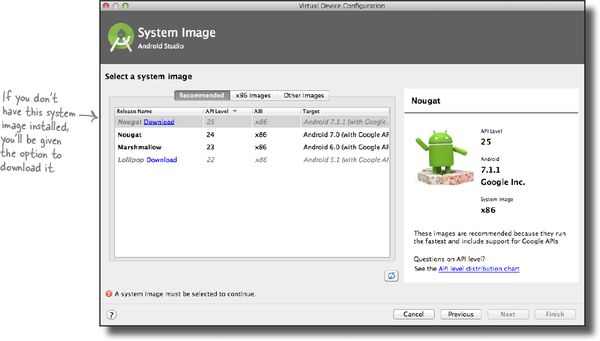 Virtual Device Configuration
System Image
Android Studio
Select a system image
If you don't
have this system
image installed,
you'll be given
the option to
download it.
Recommended x86 Images Other Images
Release Name API Level ABI Target
Nougat Download 25 x86 Android 7.1.1 (with Google A
Nougat 24 x86 Android 7.0 (with Google AP
Marshmallow 23 x86 Android 6.0 (with Google AP
Lollipop Download 22 x86 Android 5.1 (with Google AP
Nougat
API Level
25
Android
7.1.1
Google Inc.
System Image
x86
These images are recommended because they run
the fastest and include support for Google APIs
Questions on API level?
See the API level distribution chart
A system image must be selected to continue.
? Cancel Previous Next Finish